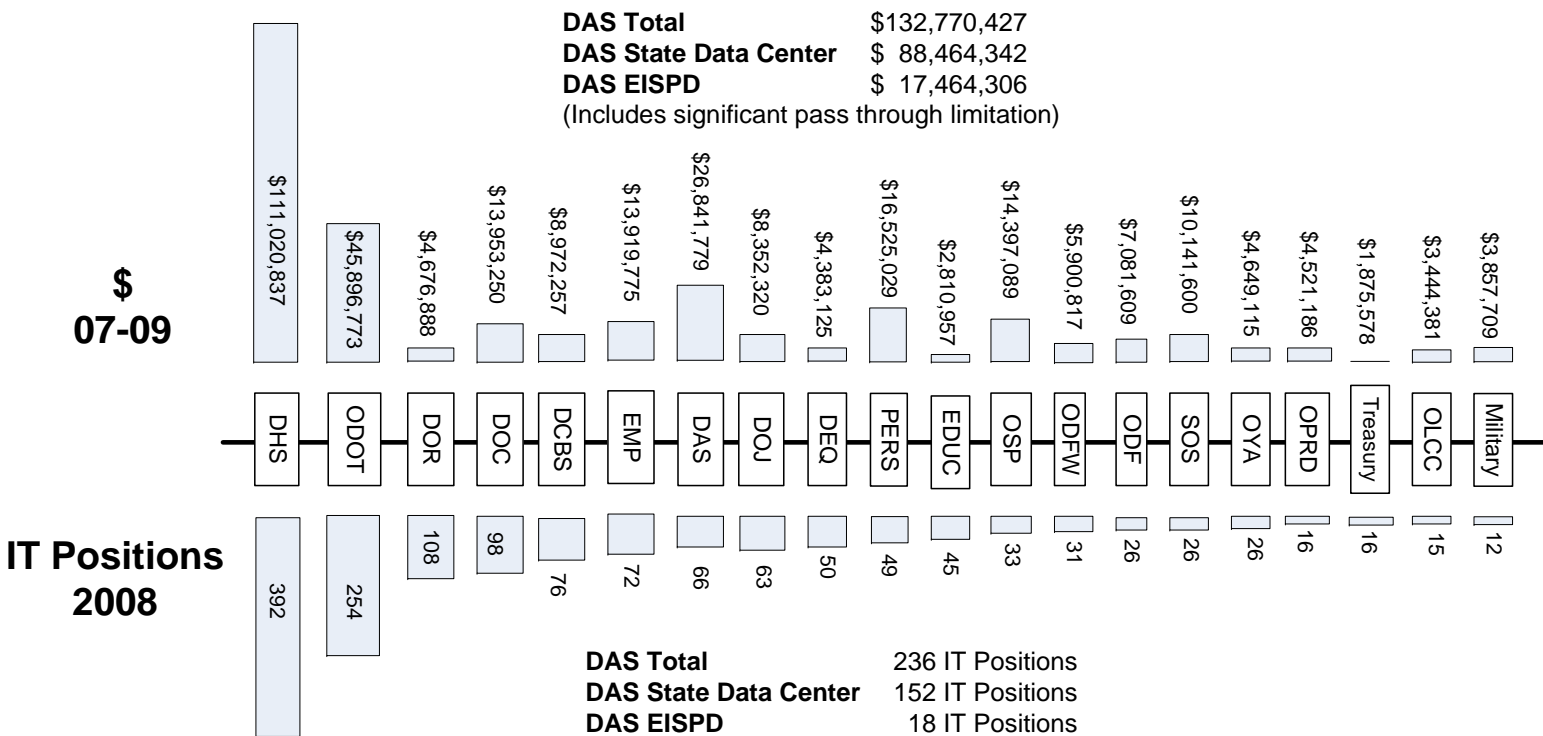 DAS Total $132,770,427
DAS State Data Center $ 88,464,342
DAS EISPD $ 17,464,306
(Includes significant pass through limitation)
$
07-09
$111,020,837
$45,896,773
$4,676,888
$13,953,250
$8,972,257
$13,919,775
$26,841,779
$8,352,320
$4,383,125
$16,525,029
$2,810,957
$14,397,089
$5,900,817
$7,081,609
$10,141,600
$4,649,115
$4,521,186
$1,875,578
$3,444,381
$3,857,709
DHS
ODOT
DOR
DOC
DCBS
EMP
DAS
DOJ
DEQ
PERS
EDUC
OSP
ODFW
ODF
SOS
OYA
OPRD
Treasury
OLCC
Military
IT Positions
2008
392
254
108
98
76
72
66
63
50
49
45
33
31
26
26
26
16
16
15
12
DAS Total 236 IT Positions
DAS State Data Center 152 IT Positions
DAS EISPD 18 IT Positions